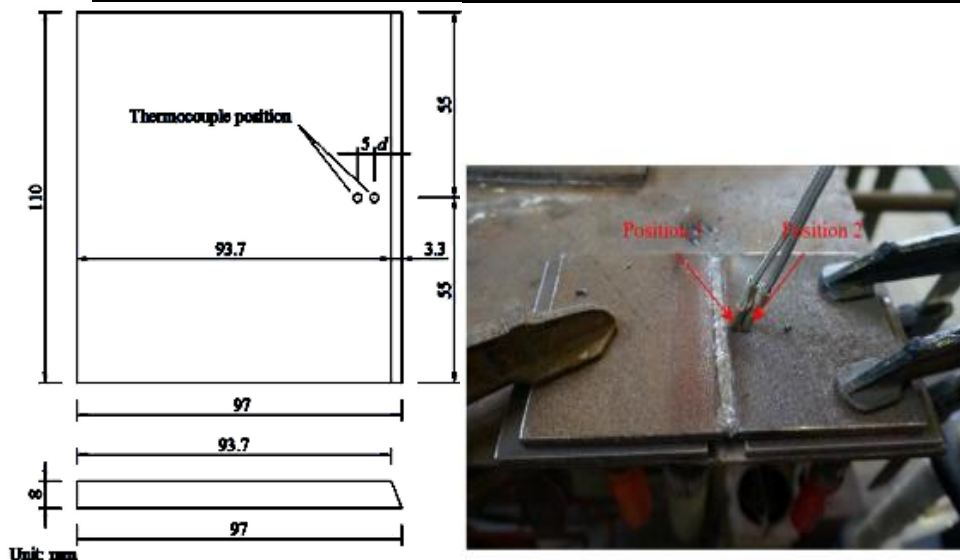 Thermocouple position
5 d
55
110
93.7
3.3
55
97
93.7
8
97
Unit: mm
Position 1
Position 2